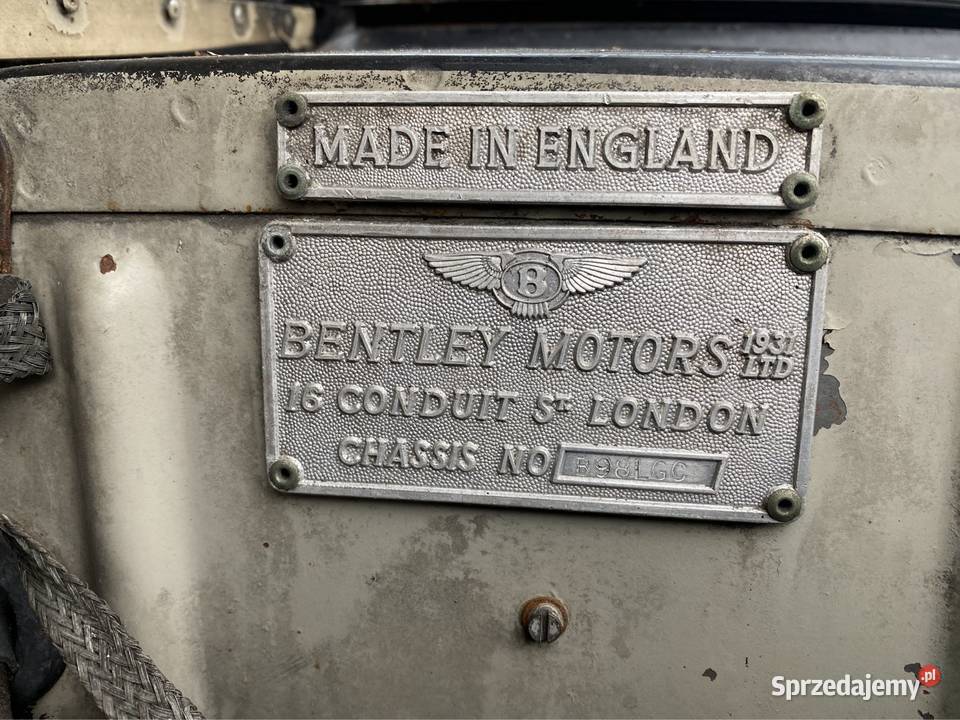 MADE IN ENGLAND
B
BENTLEY MOTORS 1931 LTD
16 CONDUIT ST LONDON
CHASSIS NO B98LGC
Sprzedajemy.pl